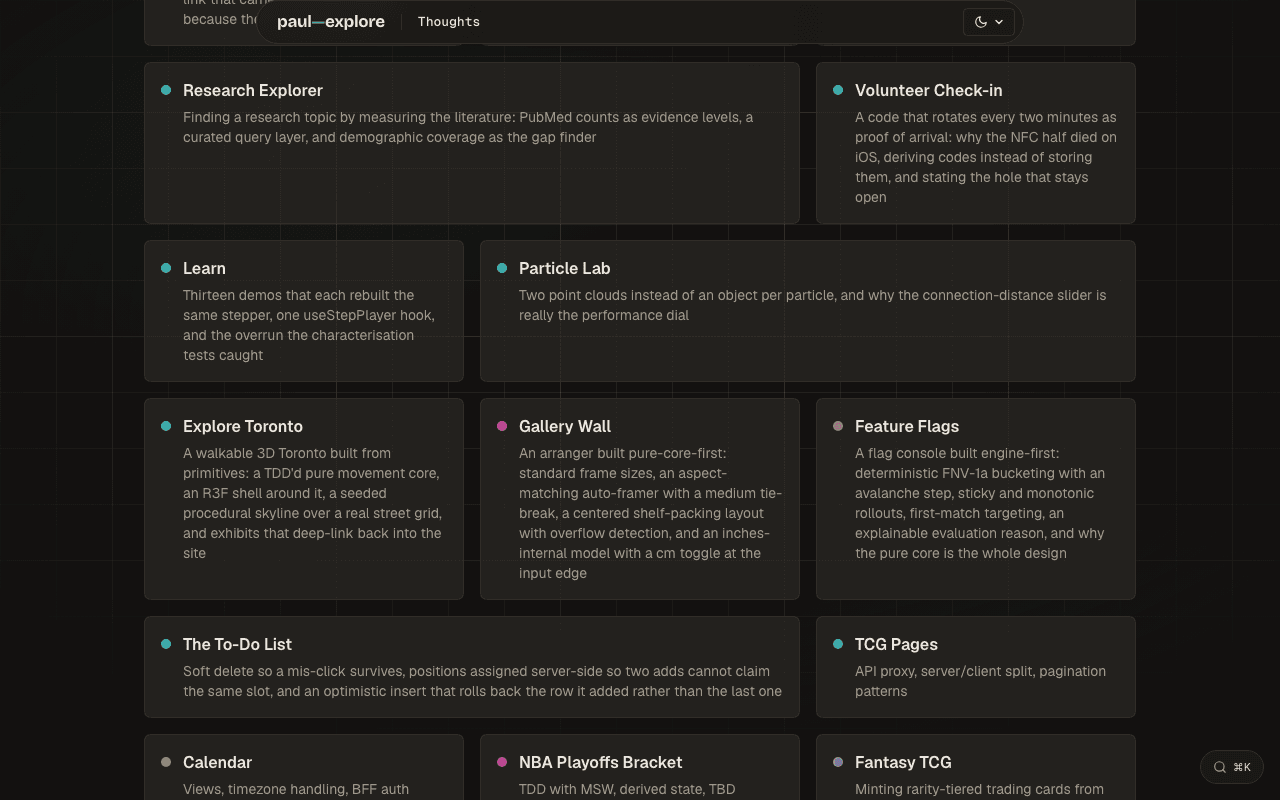 link that
because the
paul—explore
Thoughts
Research Explorer
Finding a research topic by measuring the literature: PubMed counts as evidence levels, a
curated query layer, and demographic coverage as the gap finder
Volunteer Check-in
A code that rotates every two minutes as
proof of arrival: why the NFC half died on
iOS, deriving codes instead of storing
them, and stating the hole that stays
open
Learn
Thirteen demos that each rebuilt the
same stepper, one useStepPlayer hook,
and the overrun the characterisation
tests caught
Particle Lab
Two point clouds instead of an object per particle, and why the connection-distance slider is
really the performance dial
Explore Toronto
A walkable 3D Toronto built from
primitives: a TDD'd pure movement core,
an R3F shell around it, a seeded
procedural skyline over a real street grid,
and exhibits that deep-link back into the
site
Gallery Wall
An arranger built pure-core-first:
standard frame sizes, an aspect-
matching auto-framer with a medium tie-
break, a centered shelf-packing layout
with overflow detection, and an inches-
internal model with a cm toggle at the
input edge
Feature Flags
A flag console built engine-first:
deterministic FNV-1a bucketing with an
avalanche step, sticky and monotonic
rollouts, first-match targeting, an
explainable evaluation reason, and why
the pure core is the whole design
The To-Do List
Soft delete so a mis-click survives, positions assigned server-side so two adds cannot claim
the same slot, and an optimistic insert that rolls back the row it added rather than the last one
TCG Pages
API proxy, server/client split, pagination
patterns
Calendar
Views, timezone handling, BFF auth
NBA Playoffs Bracket
TDD with MSW, derived state, TBD
Fantasy TCG
Minting rarity-tiered trading cards from
⌘K